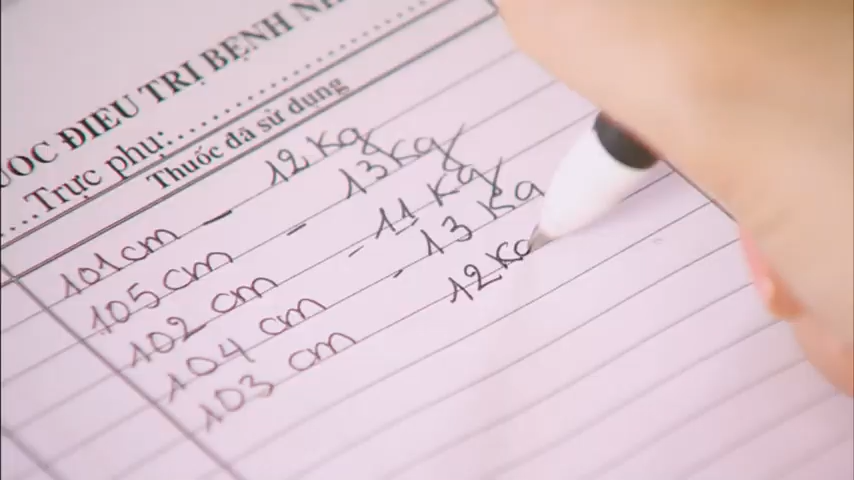 UOC ĐIỀU TRỊ BỆNH NH
Trực phụ:
Thuốc đã sử dụng
101 cm - 12 Kg
105 cm - 13 Kg
102 cm - 11 Kg
104 cm - 13 Kg
103 cm 12 Kg